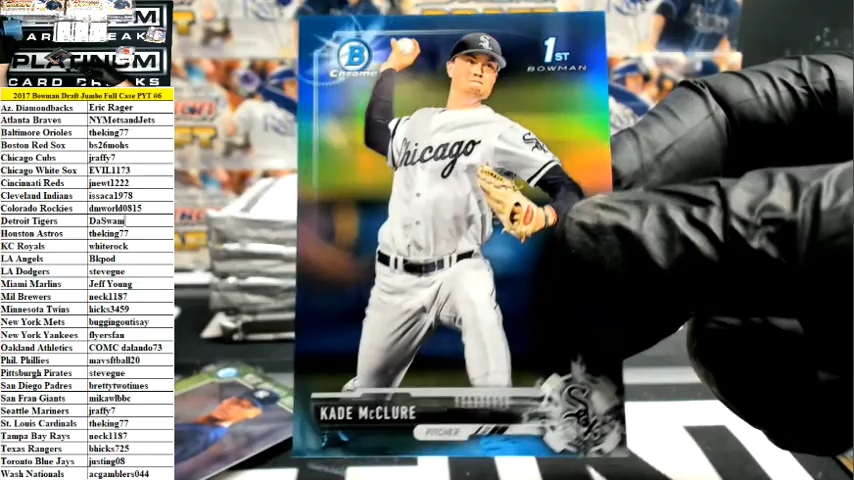 PLATINUM
CARD BREAKS
2017 Bowman Draft Jumbo Full Case PYT #6
Az. Diamondbacks Eric Rager
Atlanta Braves NYMetsandJets
Baltimore Orioles theking77
Boston Red Sox bs26mohs
Chicago Cubs jraffy7
Chicago White Sox EVIL1173
Cincinnati Reds jnewt1222
Cleveland Indians issaca1978
Colorado Rockies dmworld0815
Detroit Tigers DaSwami
Houston Astros theking77
KC Royals whiterock
LA Angels Bkpod
LA Dodgers stevegue
Miami Marlins Jeff Young
Mil Brewers neck1187
Minnesota Twins hicks3459
New York Mets buggingoutisay
New York Yankees flyersfan
Oakland Athletics COMC dalando73
Phil. Phillies mavsftball20
Pittsburgh Pirates stevegue
San Diego Padres brettytwotimes
San Fran Giants mikawlbbc
Seattle Mariners jraffy7
St. Louis Cardinals theking77
Tampa Bay Rays neck1187
Texas Rangers bhicks725
Toronto Blue Jays justing08
Wash Nationals acgamblers044
B
Chrome
1ST
BOWMAN
Sox
Chicago
Sox
KADE McCLURE
PITCHER
Sox